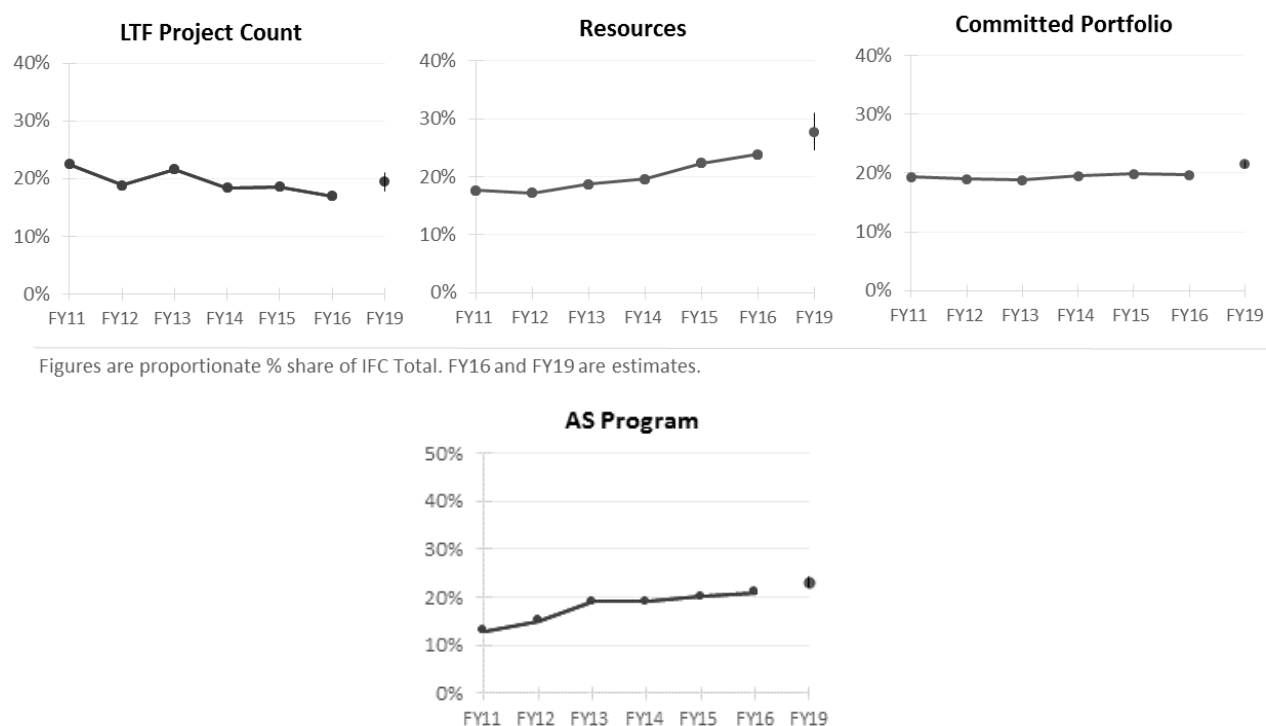 LTF Project Count
40%
30%
20%
10%
0%
FY11 FY12 FY13 FY14 FY15 FY16 FY19
Resources
40%
30%
20%
10%
0%
FY11 FY12 FY13 FY14 FY15 FY16 FY19
Committed Portfolio
40%
30%
20%
10%
0%
FY11 FY12 FY13 FY14 FY15 FY16 FY19
Figures are proportionate % share of IFC Total. FY16 and FY19 are estimates.
AS Program
50%
40%
30%
20%
10%
0%
FY11 FY12 FY13 FY14 FY15 FY16 FY19